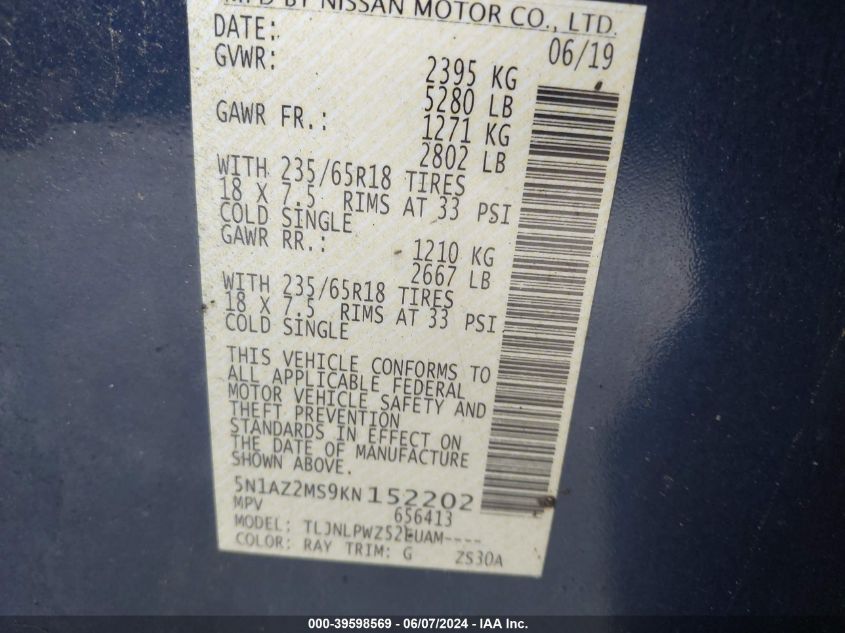 MFD BY NISSAN MOTOR CO., LTD.
DATE: 06/19
GVWR: 2395 KG
5280 LB
GAWR FR.: 1271 KG
2802 LB
WITH 235/65R18 TIRES
18 X 7.5 RIMS AT 33 PSI
COLD SINGLE
GAWR RR.: 1210 KG
2667 LB
WITH 235/65R18 TIRES
18 X 7.5 RIMS AT 33 PSI
COLD SINGLE
THIS VEHICLE CONFORMS TO
ALL APPLICABLE FEDERAL
MOTOR VEHICLE SAFETY AND
THEFT PREVENTION
STANDARDS IN EFFECT ON
THE DATE OF MANUFACTURE
SHOWN ABOVE.
5N1AZ2MS9KN152202
MPV 656413
MODEL: TLJNLPWZ52EUAM----
COLOR: RAY TRIM: G ZS30A
000-39598569 - 06/07/2024 - IAA Inc.